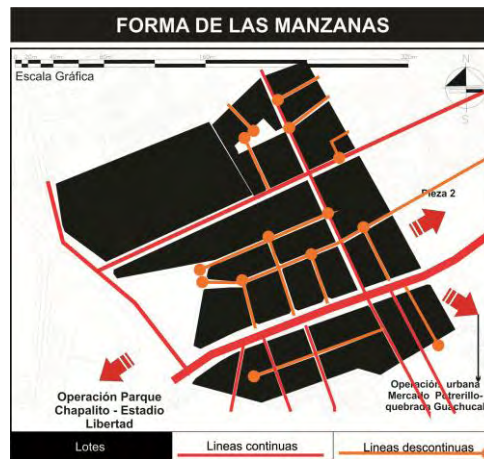 FORMA DE LAS MANZANAS
Escala Gráfica
N
S
Pieza 2
Operación Parque
Chapalito - Estadio
Libertad
Operación urbana
Mercado Potrerillo-
quebrada Guachucal
Lotes
Lineas continuas
Lineas descontinuas